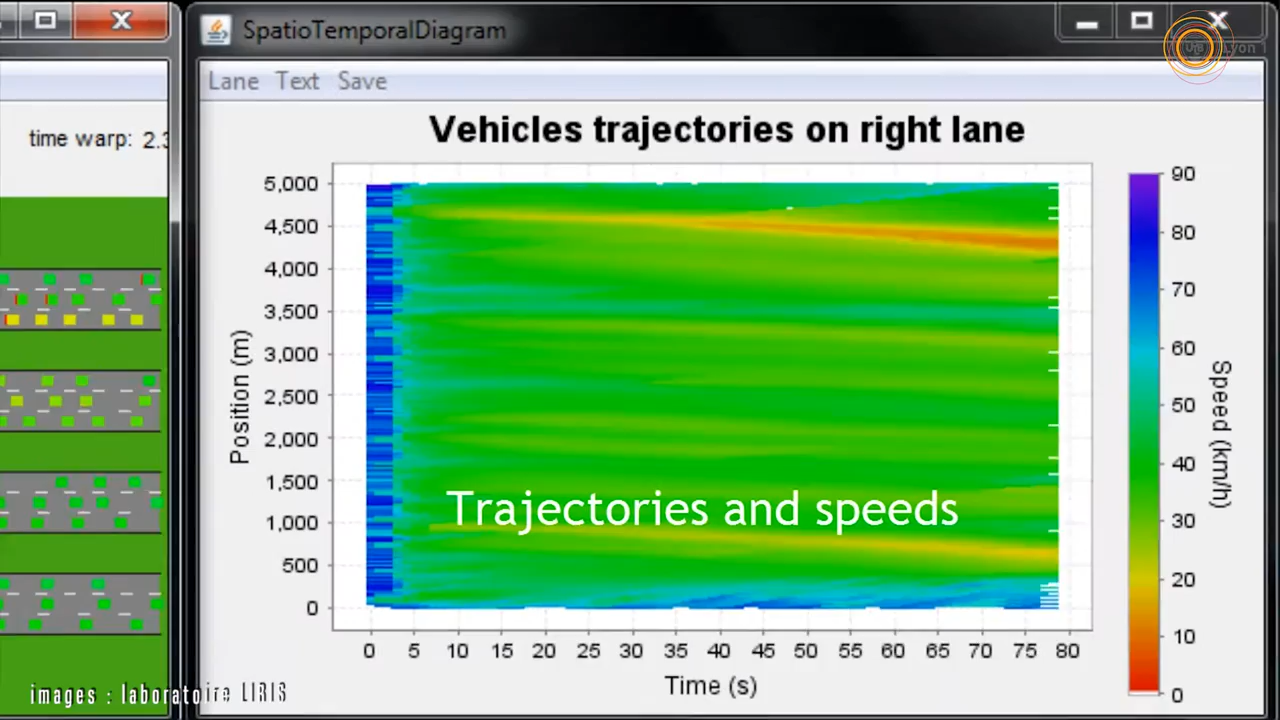 SpatioTemporalDiagram
Lane Text Save
time warp: 2.3
Vehicles trajectories on right lane
5,000
4,500
4,000
3,500
3,000
2,500
2,000
1,500
1,000
500
0
Position (m)
0 5 10 15 20 25 30 35 40 45 50 55 60 65 70 75 80
Time (s)
90
80
70
60
50
40
30
20
10
0
Speed (km/h)
Trajectories and speeds
images : laboratoire LIRIS